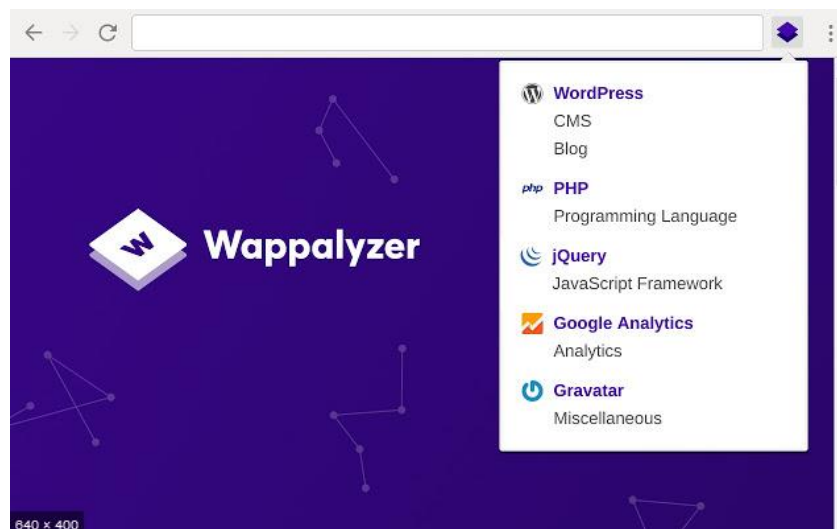 WordPress
CMS
Blog
php PHP
Programming Language
jQuery
JavaScript Framework
W Wappalyzer
Google Analytics
Analytics
Gravatar
Miscellaneous
640 × 400